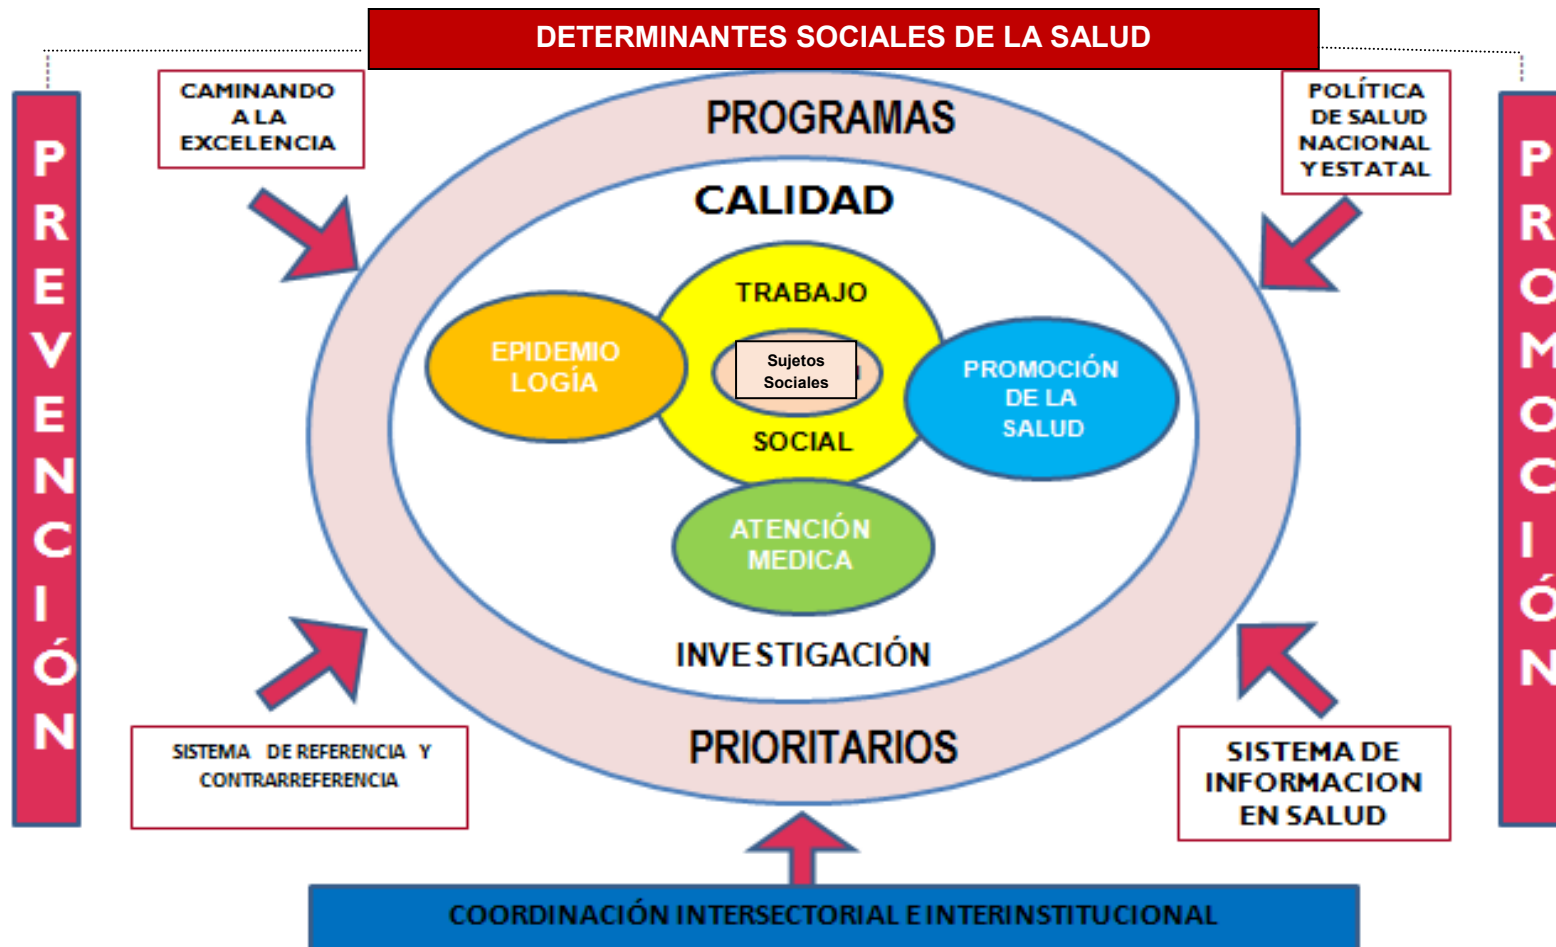 DETERMINANTES SOCIALES DE LA SALUD
PREVENCIÓN
CAMINANDO
A LA
EXCELENCIA
PROGRAMAS
POLÍTICA
DE SALUD
NACIONAL
Y ESTATAL
PROMOCIÓN
CALIDAD
TRABAJO
EPIDEMIO
LOGÍA
Sujetos
Sociales
PROMOCIÓN
DE LA
SALUD
SOCIAL
ATENCIÓN
MEDICA
INVESTIGACIÓN
PRIORITARIOS
SISTEMA DE REFERENCIA Y
CONTRARREFERENCIA
SISTEMA DE
INFORMACION
EN SALUD
COORDINACIÓN INTERSECTORIAL E INTERINSTITUCIONAL